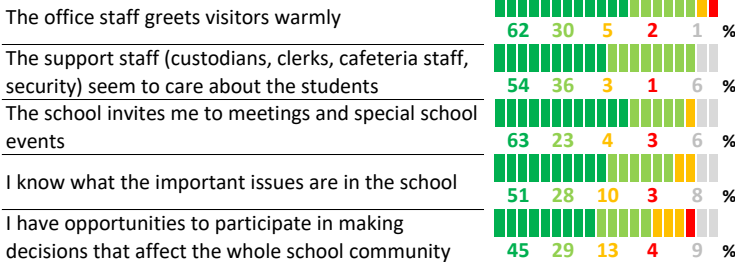 The office staff greets visitors warmly
62 30 5 2 1 %
The support staff (custodians, clerks, cafeteria staff,
security) seem to care about the students
54 36 3 1 6 %
The school invites me to meetings and special school
events
63 23 4 3 6 %
I know what the important issues are in the school
51 28 10 3 8 %
I have opportunities to participate in making
decisions that affect the whole school community
45 29 13 4 9 %